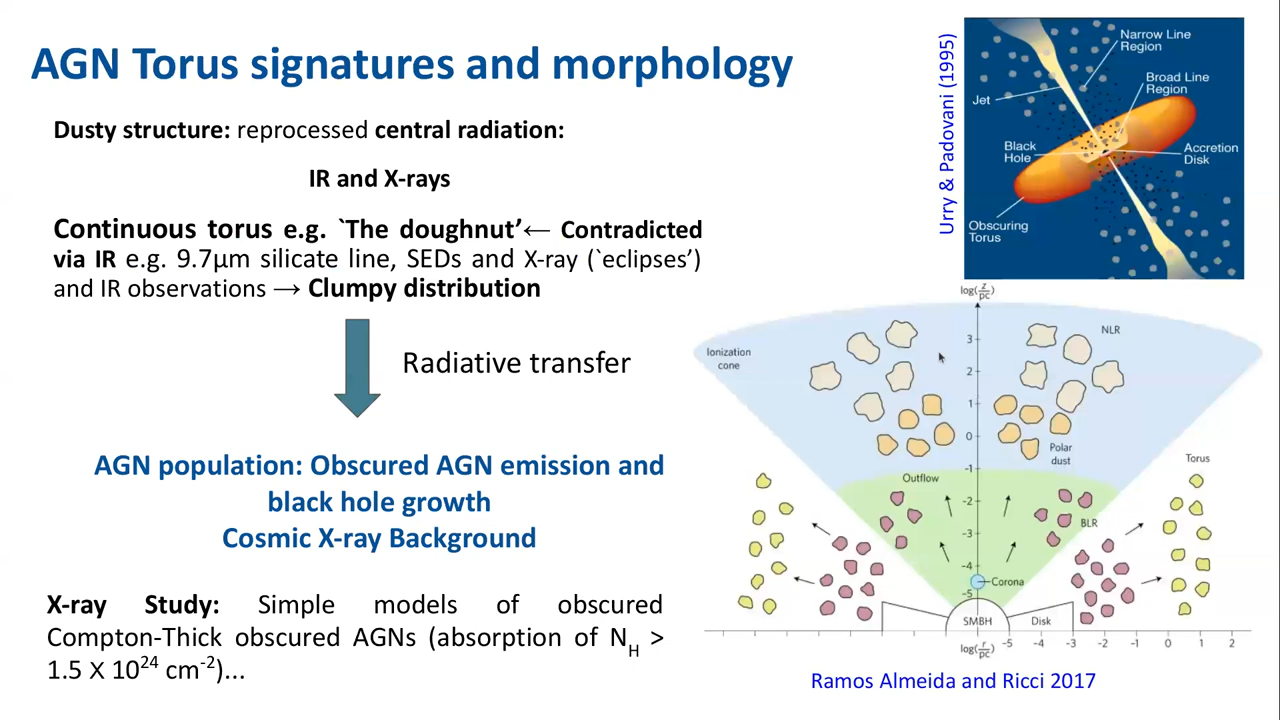 AGN Torus signatures and morphology
Dusty structure: reprocessed central radiation:
IR and X-rays
Continuous torus e.g. `The doughnut’← Contradicted
via IR e.g. 9.7µm silicate line, SEDs and X-ray (`eclipses’)
and IR observations → Clumpy distribution
Radiative transfer
AGN population: Obscured AGN emission and
black hole growth
Cosmic X-ray Background
X-ray Study: Simple models of obscured
Compton-Thick obscured AGNs (absorption of N_H >
1.5 X 10^24 cm^-2)...
Urry & Padovani (1995)
Narrow Line
Region
Broad Line
Region
Jet
Black
Hole
Accretion
Disk
Obscuring
Torus
log(z/pc)
3
2
1
0
-1
-2
-3
-4
-5
Ionization
cone
NLR
Polar
dust
Torus
Outflow
BLR
Corona
SMBH
Disk
-5 -4 -3 -2 -1 0 1 2
log(r/pc)
Ramos Almeida and Ricci 2017